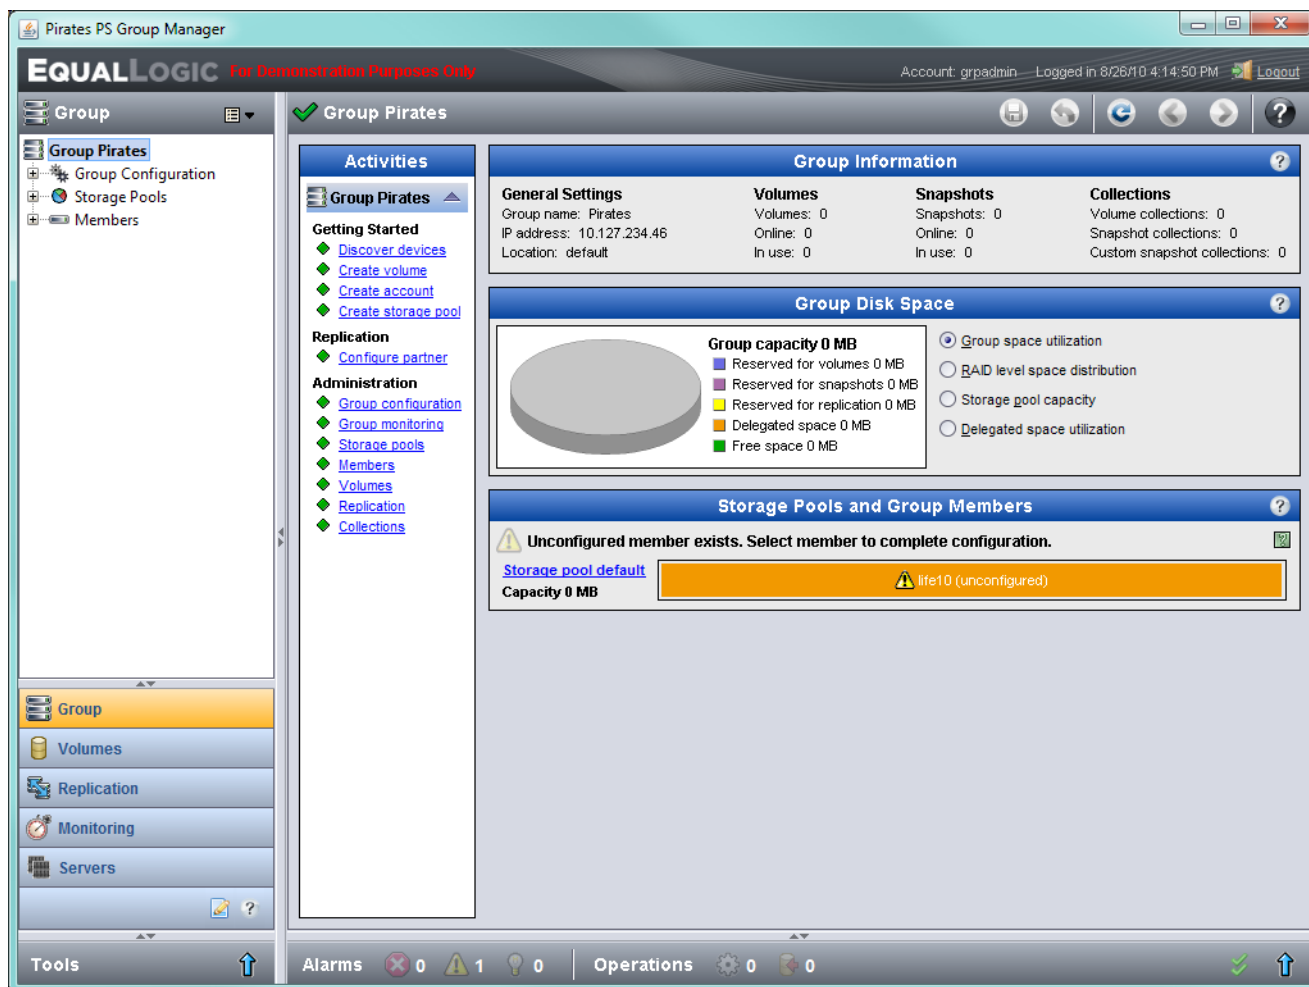 Pirates PS Group Manager
EQUALLOGIC For Demonstration Purposes Only
Account: grpadmin Logged in 8/26/10 4:14:50 PM Logout
Group
Group Pirates
Group Configuration
Storage Pools
Members
Group
Volumes
Replication
Monitoring
Servers
Tools
Group Pirates
Activities
Group Pirates
Getting Started
Discover devices
Create volume
Create account
Create storage pool
Replication
Configure partner
Administration
Group configuration
Group monitoring
Storage pools
Members
Volumes
Replication
Collections
Group Information
General Settings
Group name: Pirates
IP address: 10.127.234.46
Location: default
Volumes
Volumes: 0
Online: 0
In use: 0
Snapshots
Snapshots: 0
Online: 0
In use: 0
Collections
Volume collections: 0
Snapshot collections: 0
Custom snapshot collections: 0
Group Disk Space
Group capacity 0 MB
Reserved for volumes 0 MB
Reserved for snapshots 0 MB
Reserved for replication 0 MB
Delegated space 0 MB
Free space 0 MB
Group space utilization
RAID level space distribution
Storage pool capacity
Delegated space utilization
Storage Pools and Group Members
Unconfigured member exists. Select member to complete configuration.
Storage pool default
Capacity 0 MB
life10 (unconfigured)
Alarms 0 1 0 Operations 0 0